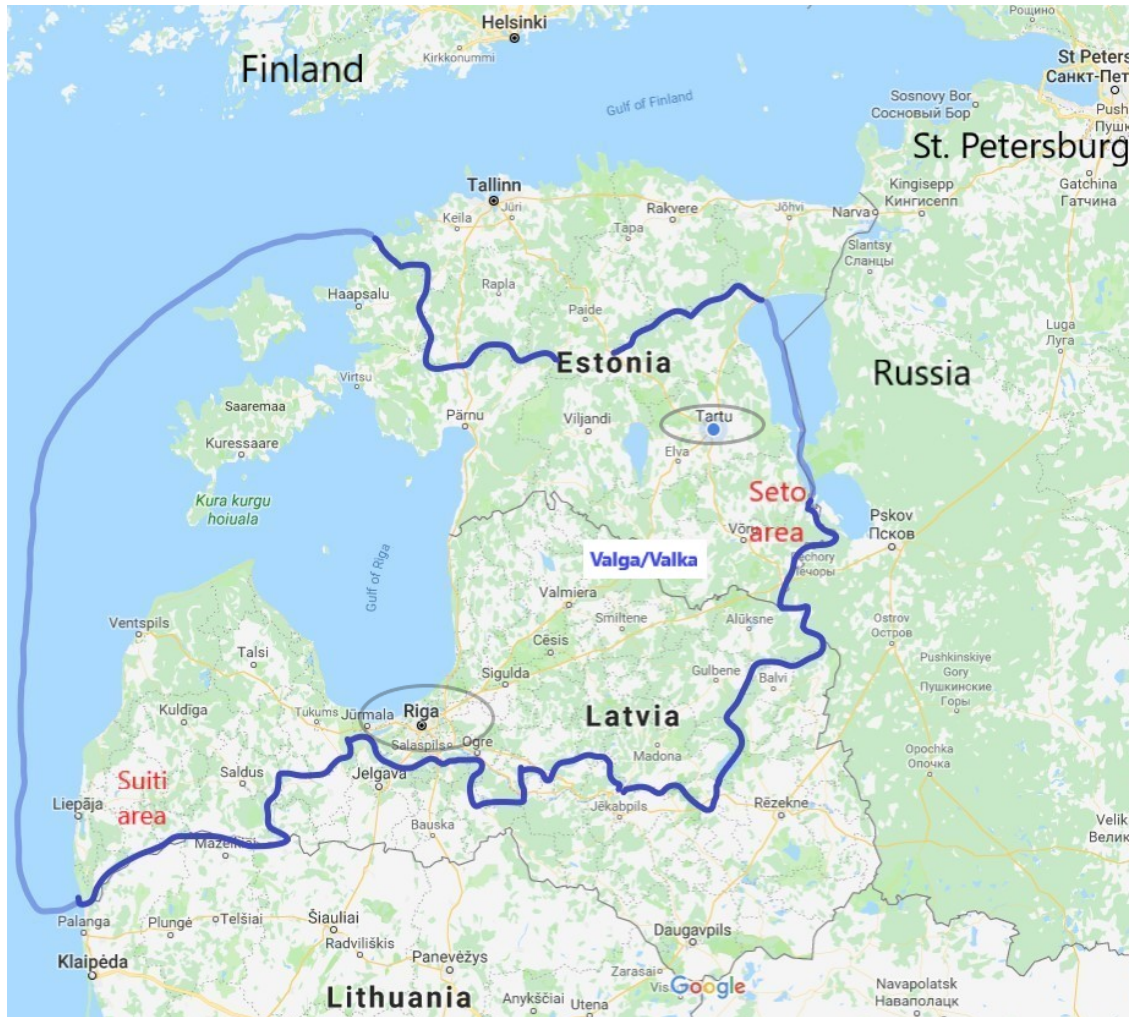 Helsinki
Finland
Kirkkonummi
Рощино
St Peters
Санкт-Пет
Gulf of Finland
Sosnovy Bor
Сосновый Бор
Push
Пушк
St. Petersburg
Tallinn
Keila
Jüri
Rakvere
Tapa
Jõhvi
Narva
Kingisepp
Кингисепп
Gatchina
Гатчина
Slantsy
Сланцы
Haapsalu
Rapla
Paide
Luga
Луга
Estonia
Russia
Virtsu
Saaremaa
Kuressaare
Pärnu
Viljandi
Tartu
Elva
Kura kurgu
hoiuala
Seto
area
Pskov
Псков
Gulf of Riga
Valga/Valka
Печоры
Valmiera
Smiltene
Alūksne
Ostrov
Остров
Ventspils
Talsi
Cēsis
Sigulda
Gulbene
Balvi
Pushkinskiye
Gory
Пушкинские
Горы
Kuldīga
Tukums
Jūrmala
Riga
Salaspils
Ogre
Latvia
Madona
Opochka
Опочка
Suiti
area
Saldus
Jelgava
Liepāja
Jēkabpils
Rēzekne
Velik
Велик
Bauska
Palanga
Plungė
Telšiai
Šiauliai
Radviliškis
Panevėžys
Daugavpils
Klaipėda
Zarasai
Vis
Google
Lithuania
Anykščiai
Utena
Navapolatsk
Наваполацк